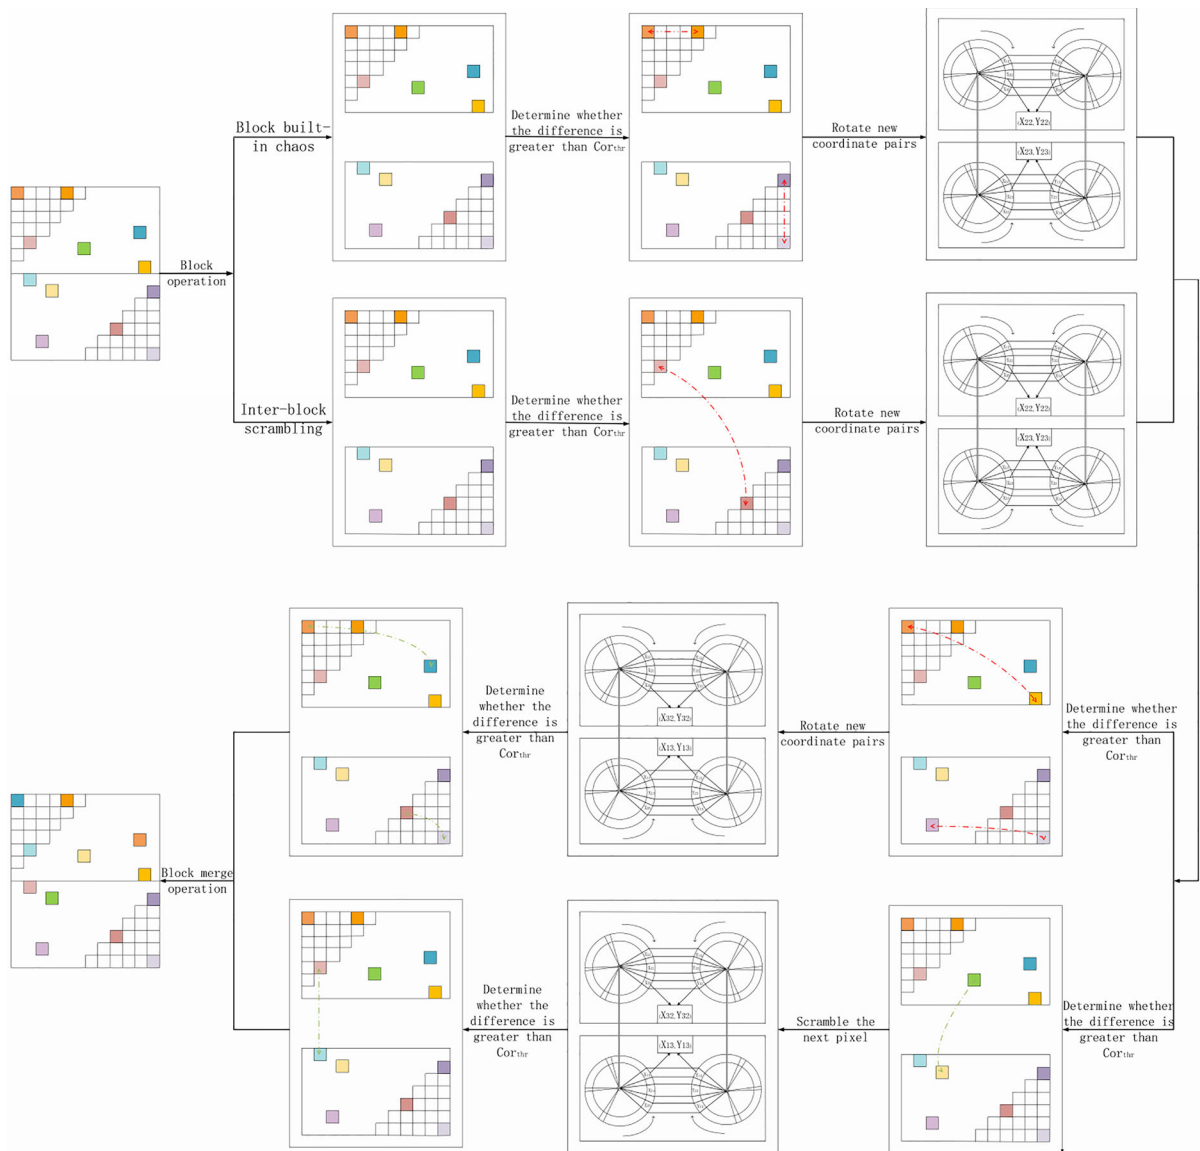 Block built-
in chaos
Determine whether
the difference is
greater than Corthr
Rotate new
coordinate pairs
(X22,Y22)
(X23,Y23)
Block
operation
Inter-block
scrambling
Determine whether
the difference is
greater than Corthr
Rotate new
coordinate pairs
(X22,Y22)
(X23,Y23)
Determine
whether the
difference is
greater than
Corthr
(X32,Y32)
(X13,Y13)
Rotate new
coordinate pairs
Determine whether
the difference is
greater than
Corthr
Block merge
operation
Determine
whether the
difference is
greater than
Corthr
(X32,Y32)
(X13,Y13)
Scramble the
next pixel
Determine whether
the difference is
greater than
Corthr